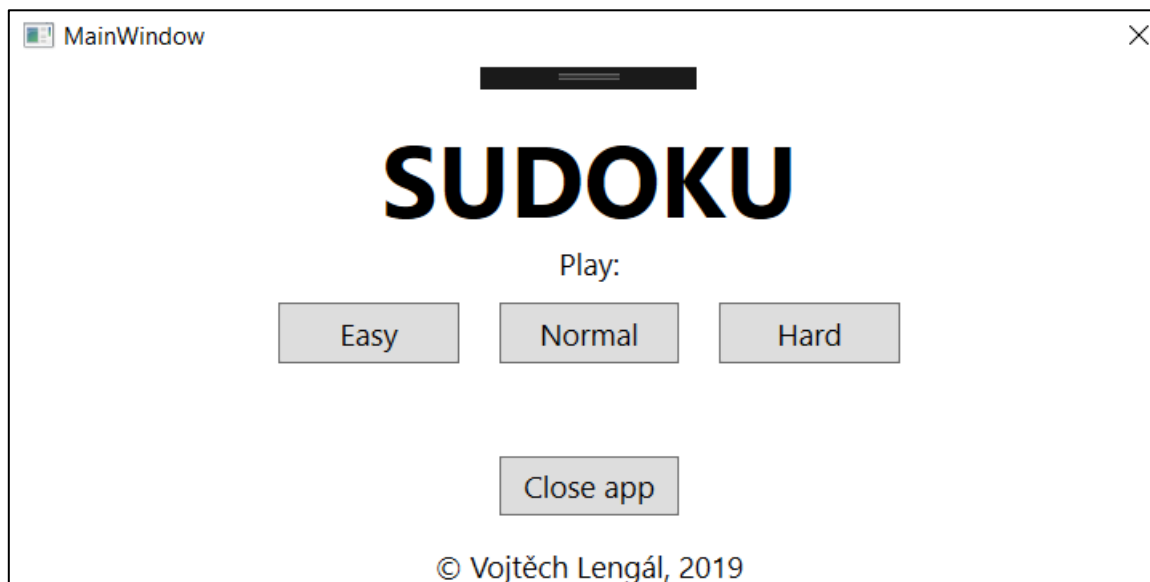 MainWindow
SUDOKU
Play:
Easy Normal Hard
Close app
© Vojtěch Lengál, 2019